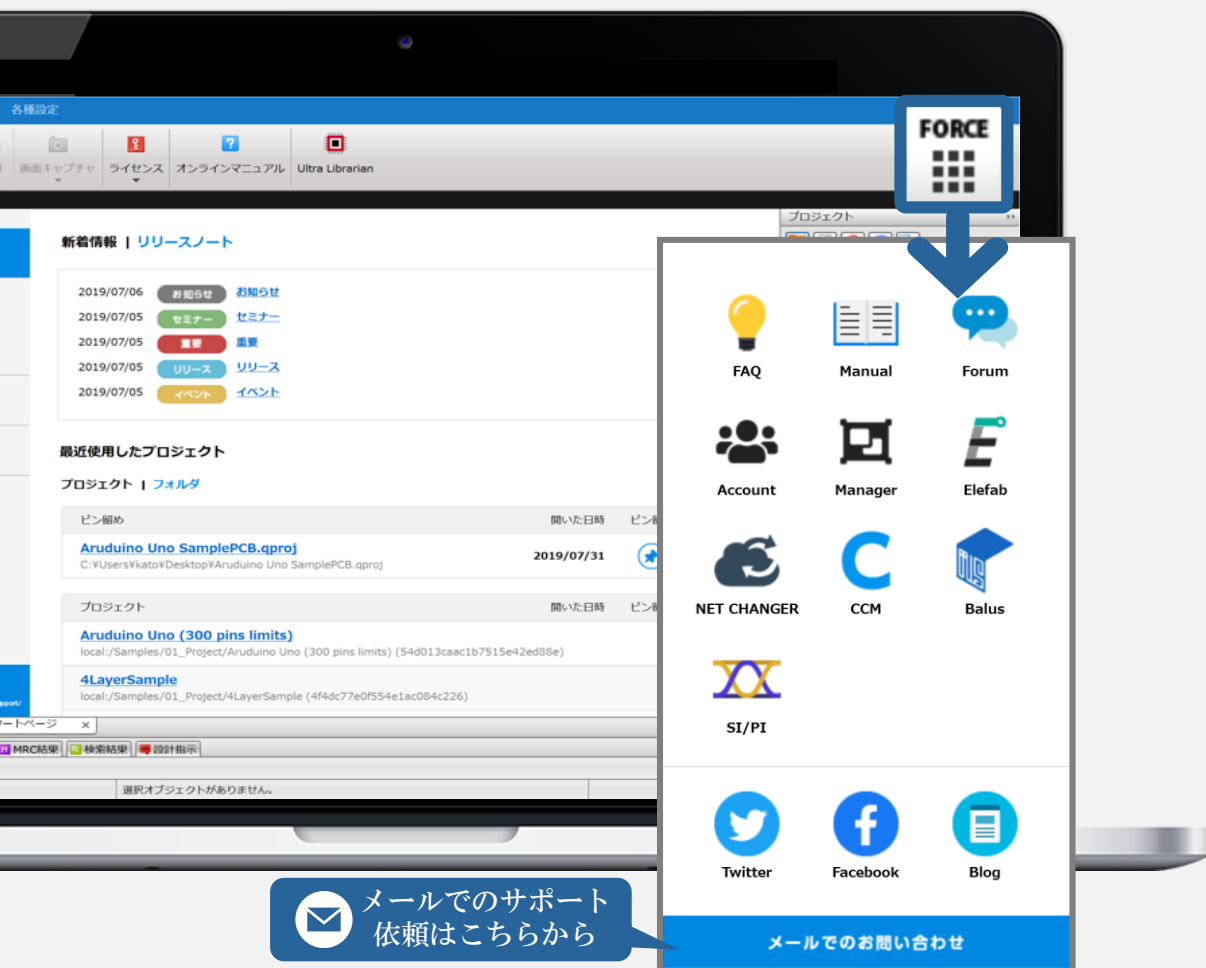 各種設定
FORCE
画面キャプチャ
ライセンス
オンラインマニュアル
Ultra Librarian
プロジェクト
新着情報 | リリースノート
2019/07/06 お知らせ お知らせ
2019/07/05 セミナー セミナー
2019/07/05 重要 重要
2019/07/05 リリース リリース
2019/07/05 イベント イベント
最近使用したプロジェクト
プロジェクト | フォルダ
ピン留め 開いた日時 ピン
Aruduino Uno SamplePCB.qproj 2019/07/31
C:¥Users¥kato¥Desktop¥Aruduino Uno SamplePCB.qproj
プロジェクト 開いた日時 ピン
Aruduino Uno (300 pins limits)
local:/Samples/01_Project/Aruduino Uno (300 pins limits) (54d013caac1b7515e42ed88e)
4LayerSample
local:/Samples/01_Project/4LayerSample (4f4dc77e0f554e1ac084c226)
pport/
ートページ x
MRC結果 検索結果 設計指示
選択オブジェクトがありません。
FAQ Manual Forum
Account Manager Elefab
NET CHANGER CCM Balus
SI/PI
Twitter Facebook Blog
メールでのサポート
依頼はこちらから
メールでのお問い合わせ